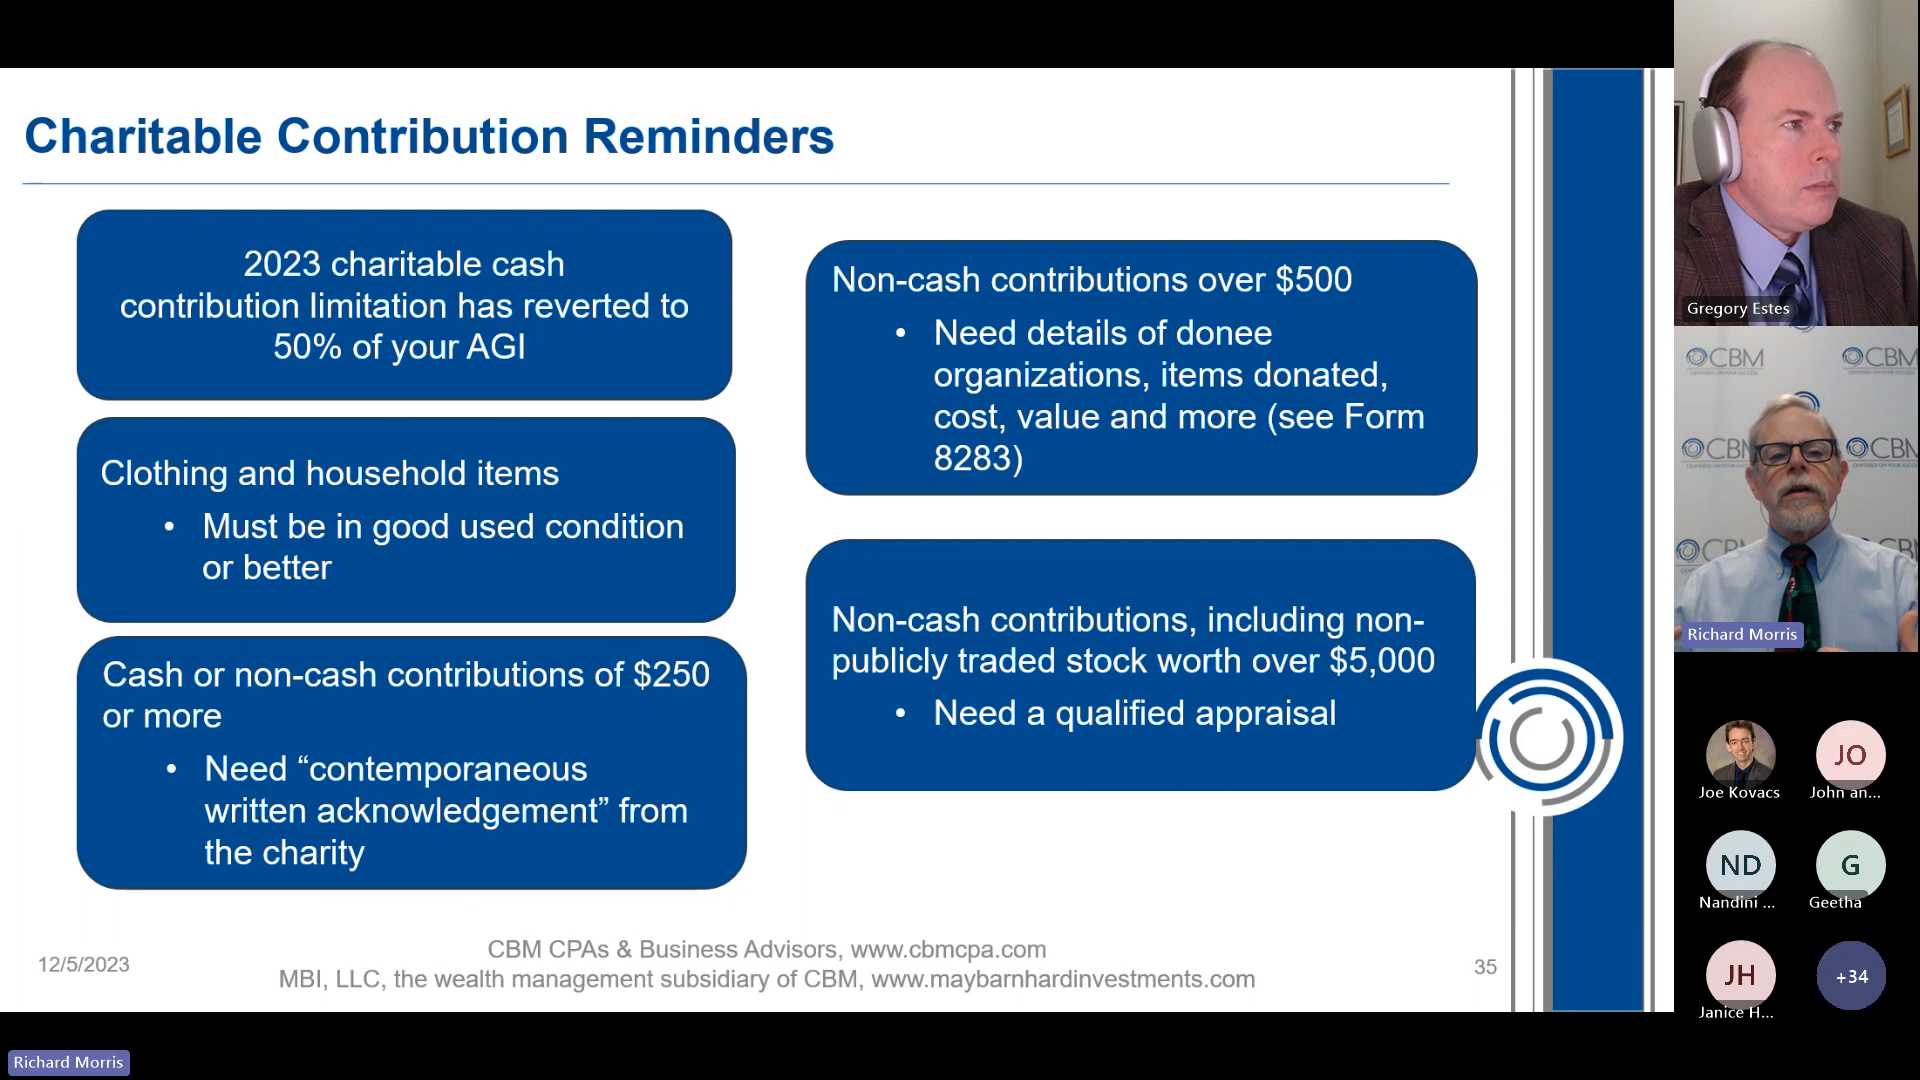 Charitable Contribution Reminders
2023 charitable cash
contribution limitation has reverted to
50% of your AGI
Clothing and household items
• Must be in good used condition
or better
Cash or non-cash contributions of $250
or more
• Need “contemporaneous
written acknowledgement” from
the charity
Non-cash contributions over $500
• Need details of donee
organizations, items donated,
cost, value and more (see Form
8283)
Non-cash contributions, including non-
publicly traded stock worth over $5,000
• Need a qualified appraisal
12/5/2023
CBM CPAs & Business Advisors, www.cbmcpa.com
MBI, LLC, the wealth management subsidiary of CBM, www.maybarnhardinvestments.com
35
Richard Morris
Gregory Estes
CBM
CBM
CBM
CBM
Richard Morris
JO
Joe Kovacs
John an...
ND
G
Nandini ...
Geetha
JH
+34
Janice H...